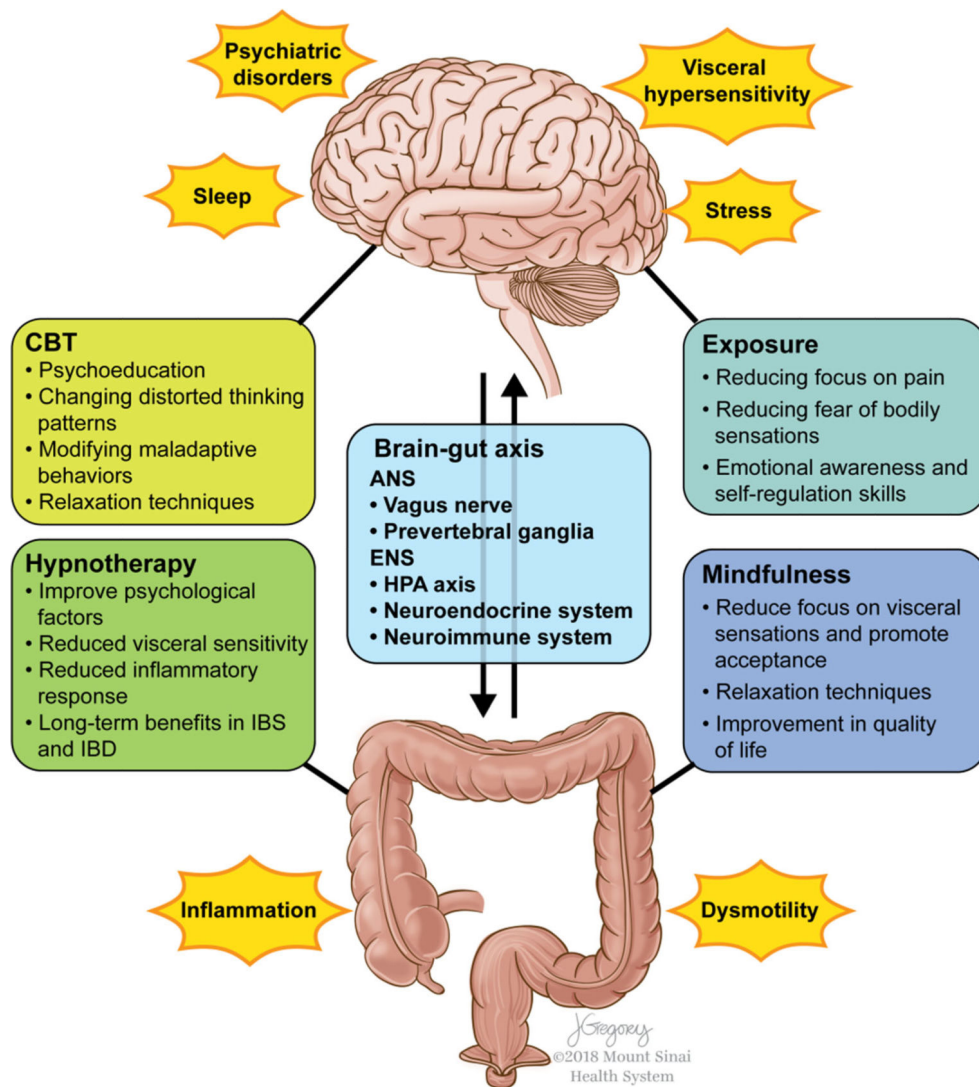 Psychiatric
disorders
Visceral
hypersensitivity
Sleep
Stress
CBT
• Psychoeducation
• Changing distorted thinking
patterns
• Modifying maladaptive
behaviors
• Relaxation techniques
Exposure
• Reducing focus on pain
• Reducing fear of bodily
sensations
• Emotional awareness and
self-regulation skills
Brain-gut axis
ANS
• Vagus nerve
• Prevertebral ganglia
ENS
• HPA axis
• Neuroendocrine system
• Neuroimmune system
Hypnotherapy
• Improve psychological
factors
• Reduced visceral sensitivity
• Reduced inflammatory
response
• Long-term benefits in IBS
and IBD
Mindfulness
• Reduce focus on visceral
sensations and promote
acceptance
• Relaxation techniques
• Improvement in quality
of life
Inflammation
Dysmotility
JGregory
©2018 Mount Sinai
Health System